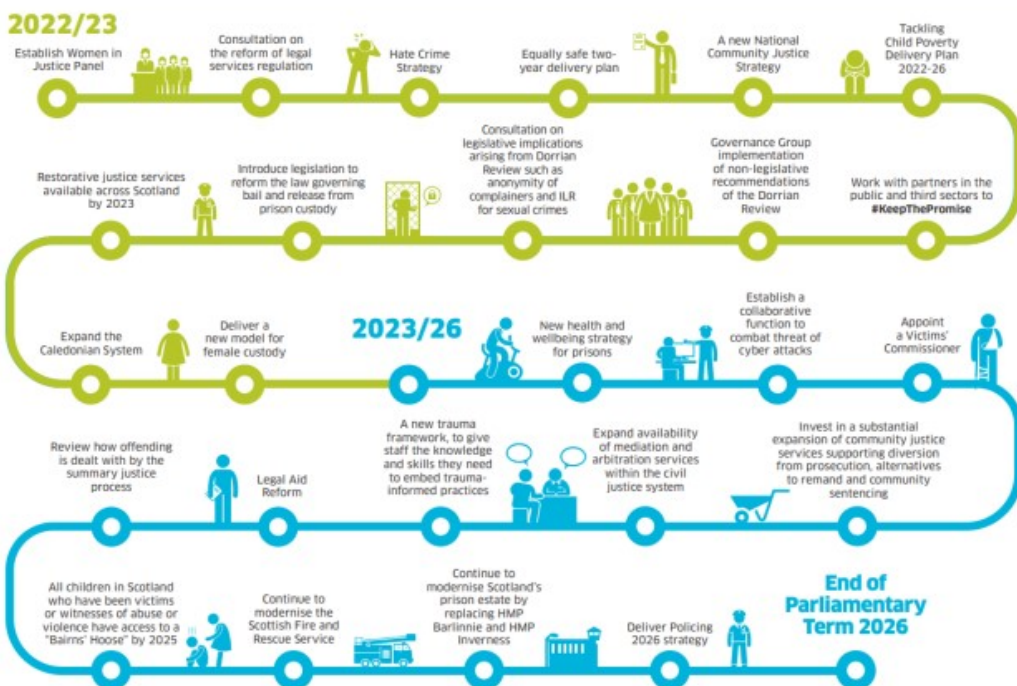 2022/23
Establish Women in
Justice Panel
Consultation on
the reform of legal
services regulation
Hate Crime
Strategy
Equally safe two-
year delivery plan
A new National
Community Justice
Strategy
Tackling
Child Poverty
Delivery Plan
2022-26
Restorative justice services
available across Scotland
by 2023
Introduce legislation to
reform the law governing
bail and release from
prison custody
Consultation on
legislative implications
arising from Dorrian
Review such as
anonymity of
complainers and ILR
for sexual crimes
Governance Group
implementation
of non-legislative
recommendations
of the Dorrian
Review
Work with partners in the
public and third sectors to
#KeepThePromise
Expand the
Caledonian System
Deliver a
new model for
female custody
2023/26
New health and
wellbeing strategy
for prisons
Establish a
collaborative
function to
combat threat of
cyber attacks
Appoint
a Victims'
Commissioner
Review how offending
is dealt with by the
summary justice
process
Legal Aid
Reform
A new trauma
framework, to give
staff the knowledge
and skills they need
to embed trauma-
informed practices
Expand availability
of mediation and
arbitration services
within the civil
justice system
Invest in a substantial
expansion of community justice
services supporting diversion
from prosecution, alternatives
to remand and community
sentencing
All children in Scotland
who have been victims
or witnesses of abuse or
violence have access to a
"Bairns' Hoose" by 2025
Continue to
modernise the
Scottish Fire and
Rescue Service
Continue to
modernise Scotland's
prison estate by
replacing HMP
Barlinnie and HMP
Inverness
Deliver Policing
2026 strategy
End of
Parliamentary
Term 2026